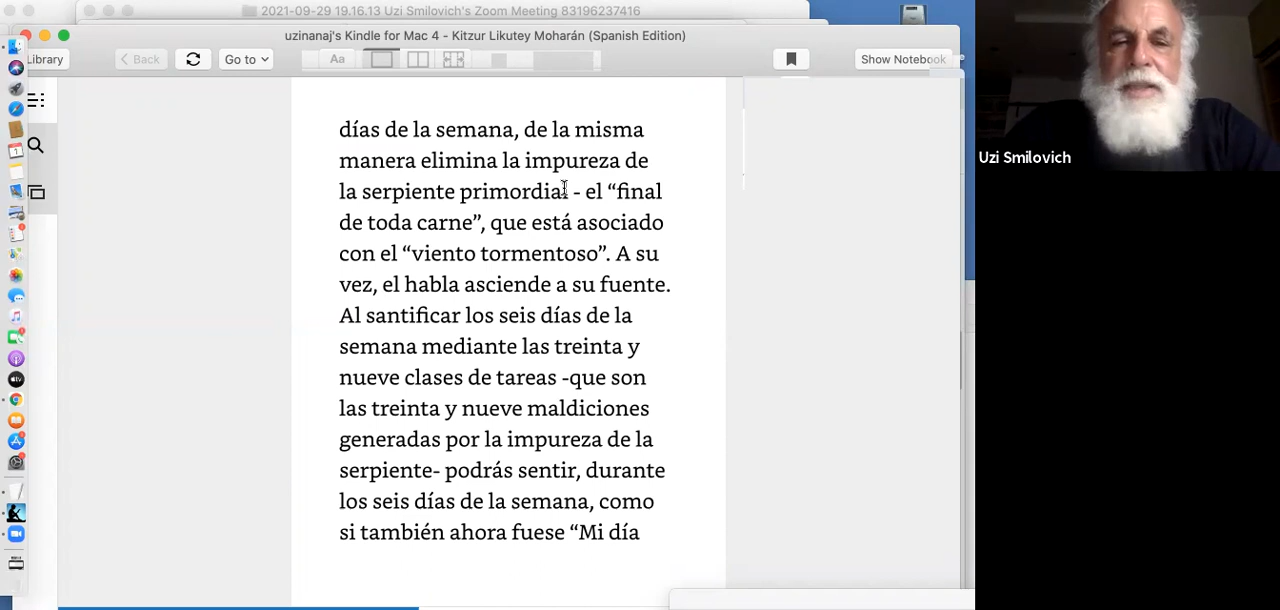 2021-09-29 19.16.13 Uzi Smilovich's Zoom Meeting 83196237416
uzinanaj's Kindle for Mac 4 - Kitzur Likutey Moharán (Spanish Edition)
Library
Back
Go to
Aa
Show Notebook
días de la semana, de la misma
manera elimina la impureza de
la serpiente primordial - el “final
de toda carne”, que está asociado
con el “viento tormentoso”. A su
vez, el habla asciende a su fuente.
Al santificar los seis días de la
semana mediante las treinta y
nueve clases de tareas -que son
las treinta y nueve maldiciones
generadas por la impureza de la
serpiente- podrás sentir, durante
los seis días de la semana, como
si también ahora fuese “Mi día
Uzi Smilovich